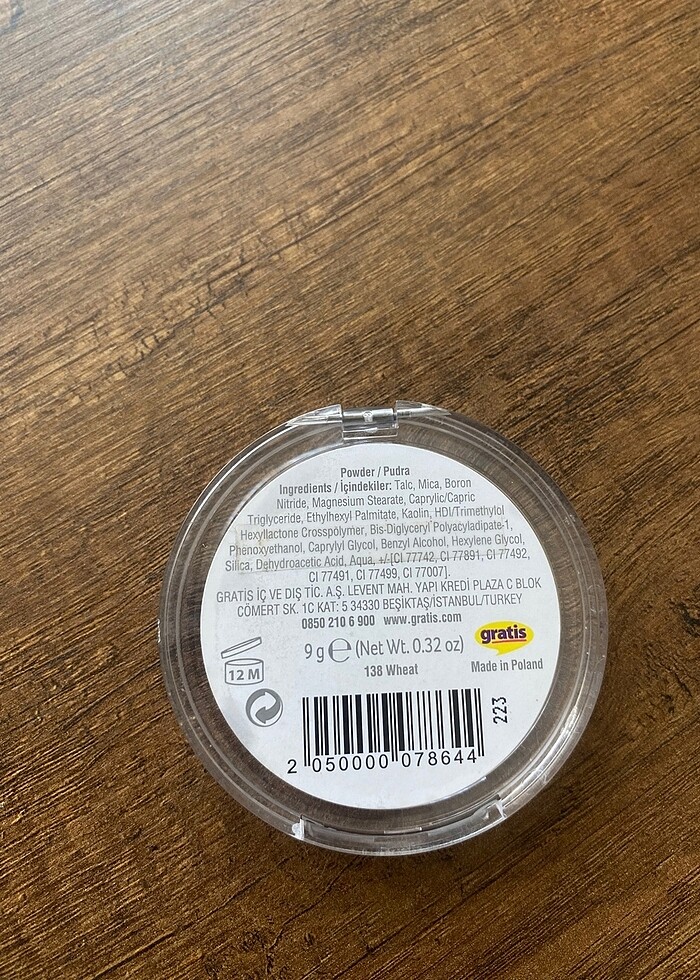 Powder / Pudra
Ingredients / İçindekiler: Talc, Mica, Boron
Nitride, Magnesium Stearate, Caprylic/Capric
Triglyceride, Ethylhexyl Palmitate, Kaolin, HDI/Trimethylol
Hexyllactone Crosspolymer, Bis-Diglyceryl Polyacyladipate-1,
Phenoxyethanol, Caprylyl Glycol, Benzyl Alcohol, Hexylene Glycol,
Silica, Dehydroacetic Acid, Aqua, +/-[CI 77742, CI 77891, CI 77492,
CI 77491, CI 77499, CI 77007].
GRATİS İÇ VE DIŞ TİC. A.Ş. LEVENT MAH. YAPI KREDİ PLAZA C BLOK
CÖMERT SK. 1C KAT: 5 34330 BEŞİKTAŞ/İSTANBUL/TURKEY
0850 210 6 900 www.gratis.com
9 g ℮ (Net Wt. 0.32 oz)
gratis
12 M
138 Wheat
Made in Poland
223
2 050000 078644